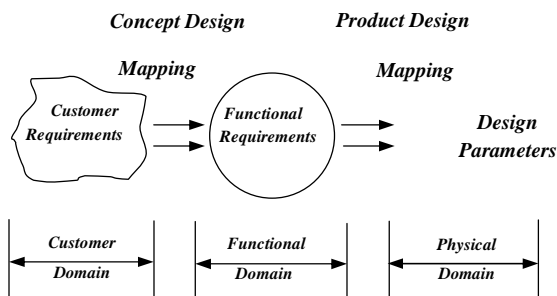 Concept Design
Product Design
Mapping
Mapping
Customer
Requirements
Functional
Requirements
Design
Parameters
Customer
Domain
Functional
Domain
Physical
Domain